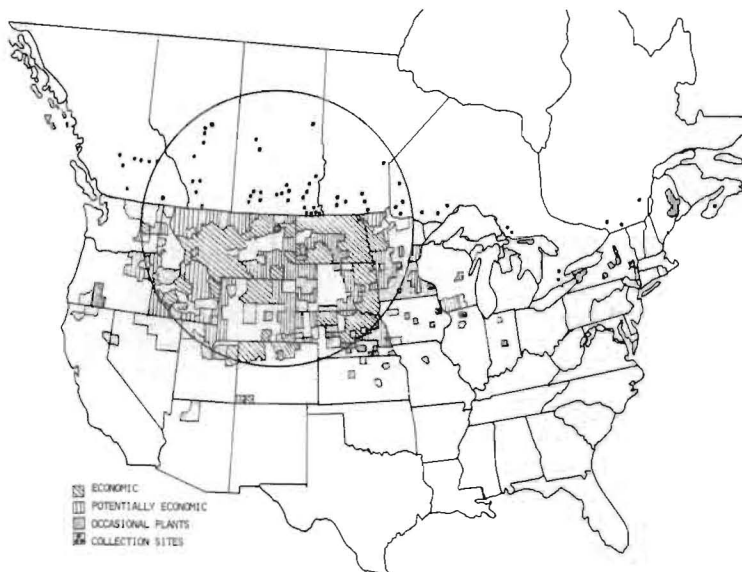 ECONOMIC
POTENTIALLY ECONOMIC
OCCASIONAL PLANTS
COLLECTION SITES